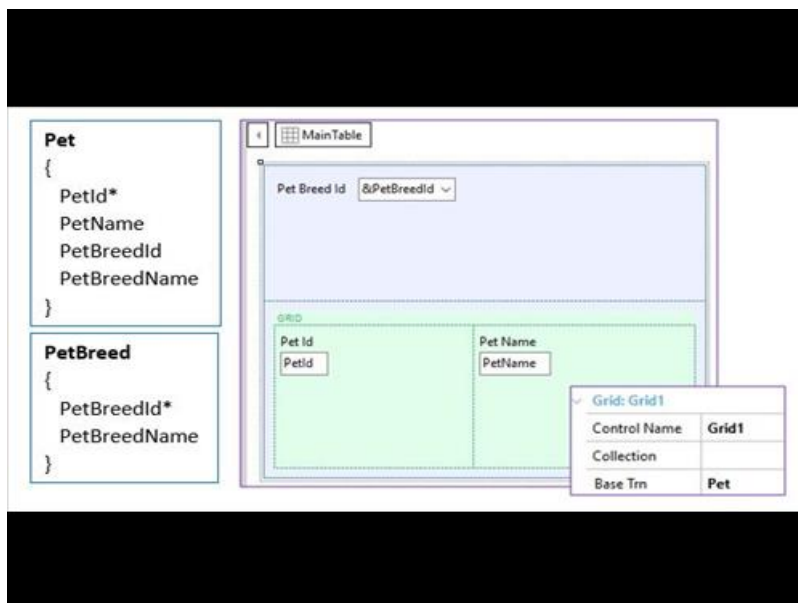 Pet
{
PetId*
PetName
PetBreedId
PetBreedName
}
PetBreed
{
PetBreedId*
PetBreedName
}
MainTable
Pet Breed Id &PetBreedId
GRID
Pet Id Pet Name
PetId PetName
Grid: Grid1
Control Name Grid1
Collection
Base Trn Pet